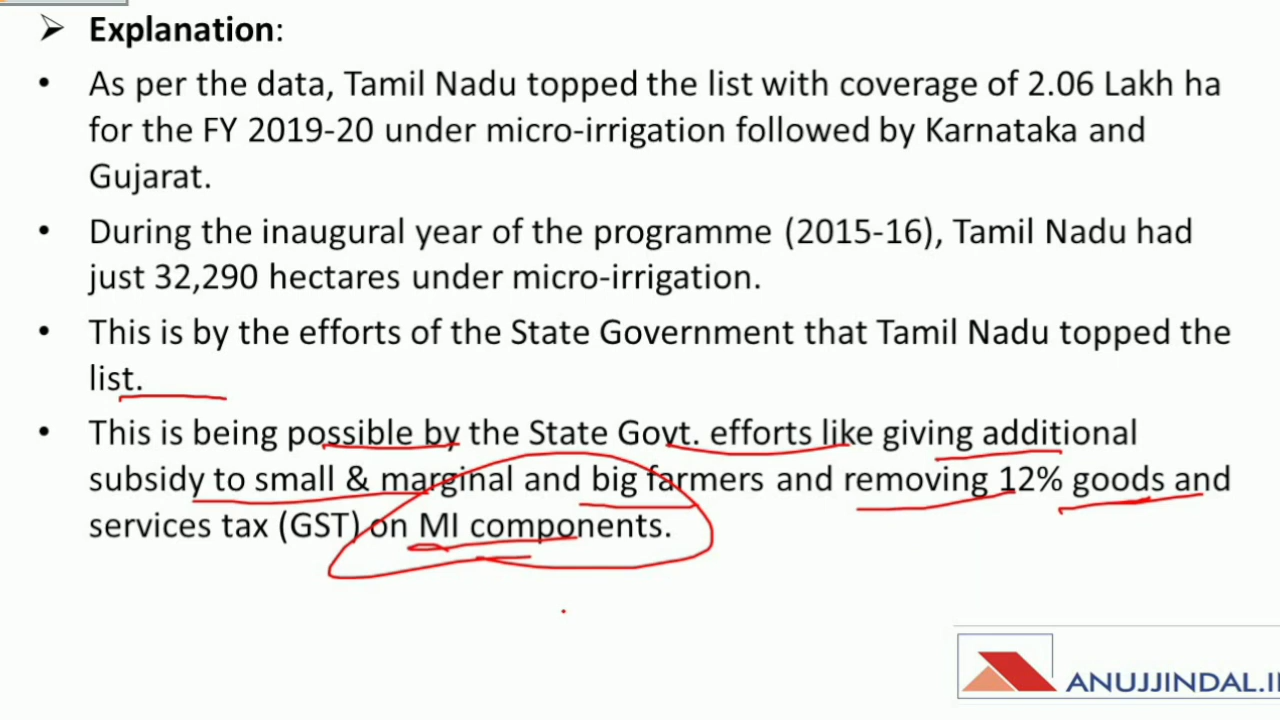 ➢ Explanation:
• As per the data, Tamil Nadu topped the list with coverage of 2.06 Lakh ha
for the FY 2019-20 under micro-irrigation followed by Karnataka and
Gujarat.
• During the inaugural year of the programme (2015-16), Tamil Nadu had
just 32,290 hectares under micro-irrigation.
• This is by the efforts of the State Government that Tamil Nadu topped the
list.
• This is being possible by the State Govt. efforts like giving additional
subsidy to small & marginal and big farmers and removing 12% goods and
services tax (GST) on MI components.
ANUJJINDAL.I